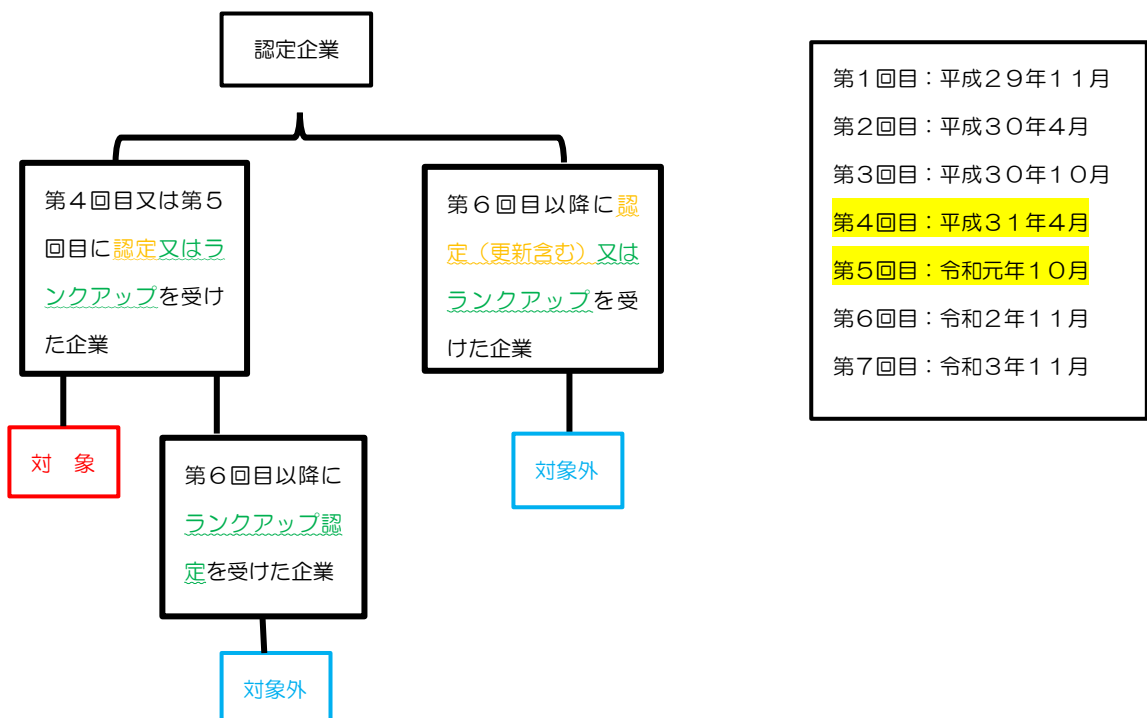 認定企業
第４回目又は第５
回目に認定又はラ
ンクアップを受け
た企業
第６回目以降に認
定（更新含む）又は
ランクアップを受
けた企業
対　象
第６回目以降に
ランクアップ認
定を受けた企業
対象外
対象外
第１回目：平成２９年１１月
第２回目：平成３０年４月
第３回目：平成３０年１０月
第４回目：平成３１年４月
第５回目：令和元年１０月
第６回目：令和２年１１月
第７回目：令和３年１１月